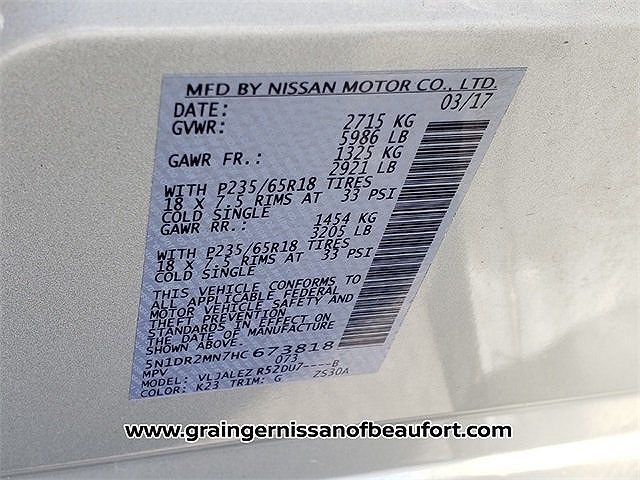 MFD BY NISSAN MOTOR CO., LTD.
DATE: 03/17
GVWR: 2715 KG
5986 LB
GAWR FR.: 1325 KG
2921 LB
WITH P235/65R18 TIRES
18 X 7.5 RIMS AT 33 PSI
COLD SINGLE
GAWR RR.: 1454 KG
3205 LB
WITH P235/65R18 TIRES
18 X 7.5 RIMS AT 33 PSI
COLD SINGLE
THIS VEHICLE CONFORMS TO
ALL APPLICABLE FEDERAL
MOTOR VEHICLE SAFETY AND
THEFT PREVENTION
STANDARDS IN EFFECT ON
THE DATE OF MANUFACTURE
SHOWN ABOVE.
5N1DR2MN7HC 673818
MPV 073
MODEL: VLJALEZ R52DU7----B
COLOR: K23 TRIM: G ZS30A
www.graingernissanofbeaufort.com